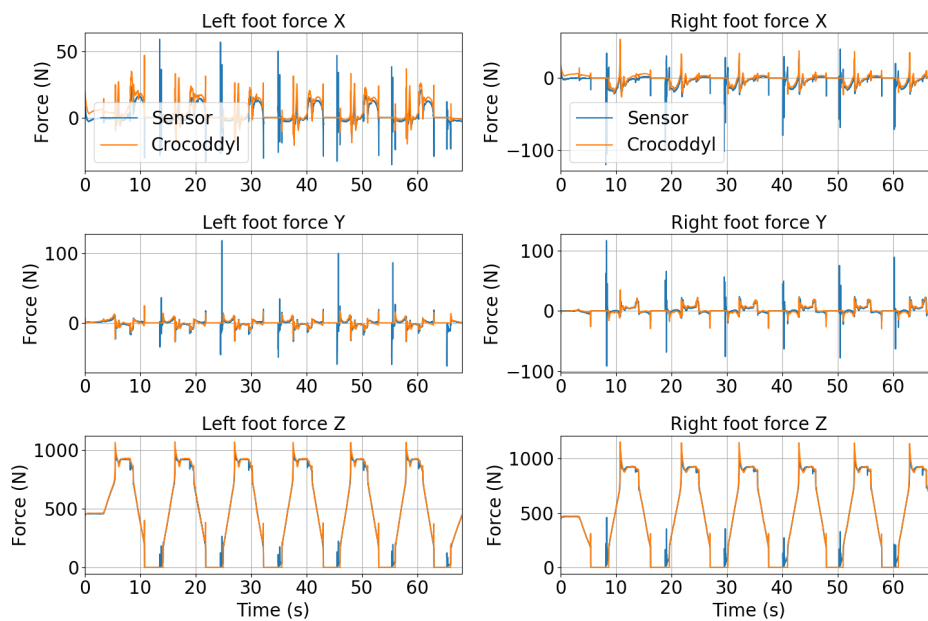 Left foot force X
Right foot force X
Force (N)
50
0
Sensor
Crocoddyl
0 10 20 30 40 50 60
Force (N)
0
−100
Sensor
Crocoddyl
0 10 20 30 40 50 60
Left foot force Y
Right foot force Y
Force (N)
100
0
0 10 20 30 40 50 60
Force (N)
100
0
−100
0 10 20 30 40 50 60
Left foot force Z
Right foot force Z
Force (N)
1000
500
0
0 10 20 30 40 50 60
Time (s)
Force (N)
1000
500
0
0 10 20 30 40 50 60
Time (s)